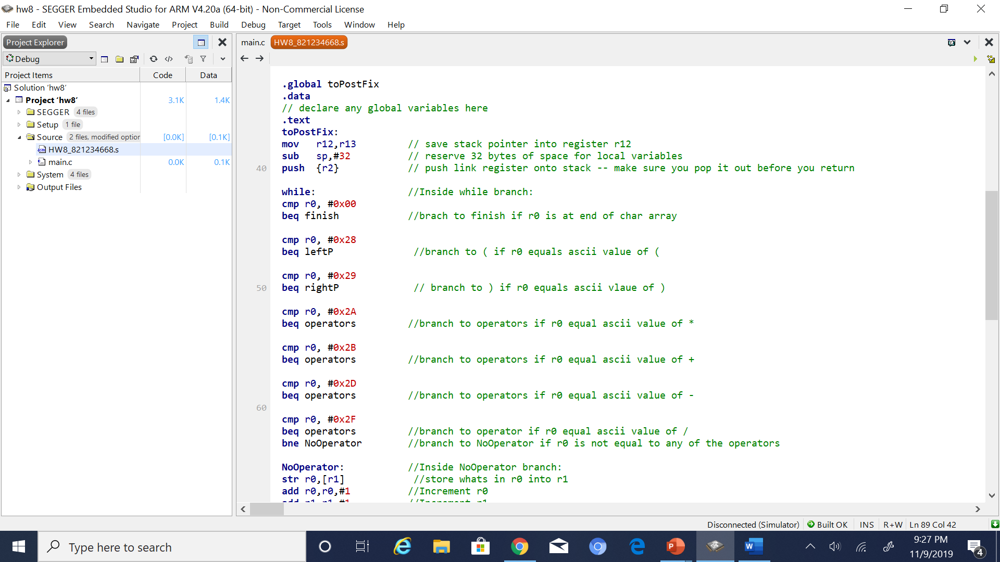 hw8 - SEGGER Embedded Studio for ARM V4.20a (64-bit) - Non-Commercial License
File Edit View Search Navigate Project Build Debug Target Tools Window Help
Project Explorer
Debug
Project Items Code Data
Solution ‘hw8’
Project ‘hw8’ 3.1K 1.4K
SEGGER 4 files
Setup 1 file
Source 2 files, modified optior [0.0K] [0.1K]
asm HW8_821234668.s
main.c 0.0K 0.1K
System 4 files
Output Files
main.c HW8_821234668.s
.global toPostFix
.data
// declare any global variables here
.text
toPostFix:
mov r12,r13 // save stack pointer into register r12
sub sp,#32 // reserve 32 bytes of space for local variables
40 push {r2} // push link register onto stack -- make sure you pop it out before you return
while: //Inside while branch:
cmp r0, #0x00
beq finish //brach to finish if r0 is at end of char array
cmp r0, #0x28
beq leftP //branch to ( if r0 equals ascii value of (
cmp r0, #0x29
50 beq rightP // branch to ) if r0 equals ascii vlaue of )
cmp r0, #0x2A
beq operators //branch to operators if r0 equal ascii value of *
cmp r0, #0x2B
beq operators //branch to operators if r0 equal ascii value of +
cmp r0, #0x2D
beq operators //branch to operators if r0 equal ascii value of -
60
cmp r0, #0x2F
beq operators //branch to operator if r0 equal ascii value of /
bne NoOperator //branch to NoOperator if r0 is not equal to any of the operators
NoOperator: //Inside NoOperator branch:
str r0,[r1] //store whats in r0 into r1
add r0,r0,#1 //Increment r0
add r1,r1,#1 //Increment r1
Disconnected (Simulator) Built OK INS R+W Ln 89 Col 42
Type here to search
9:27 PM
11/9/2019
4